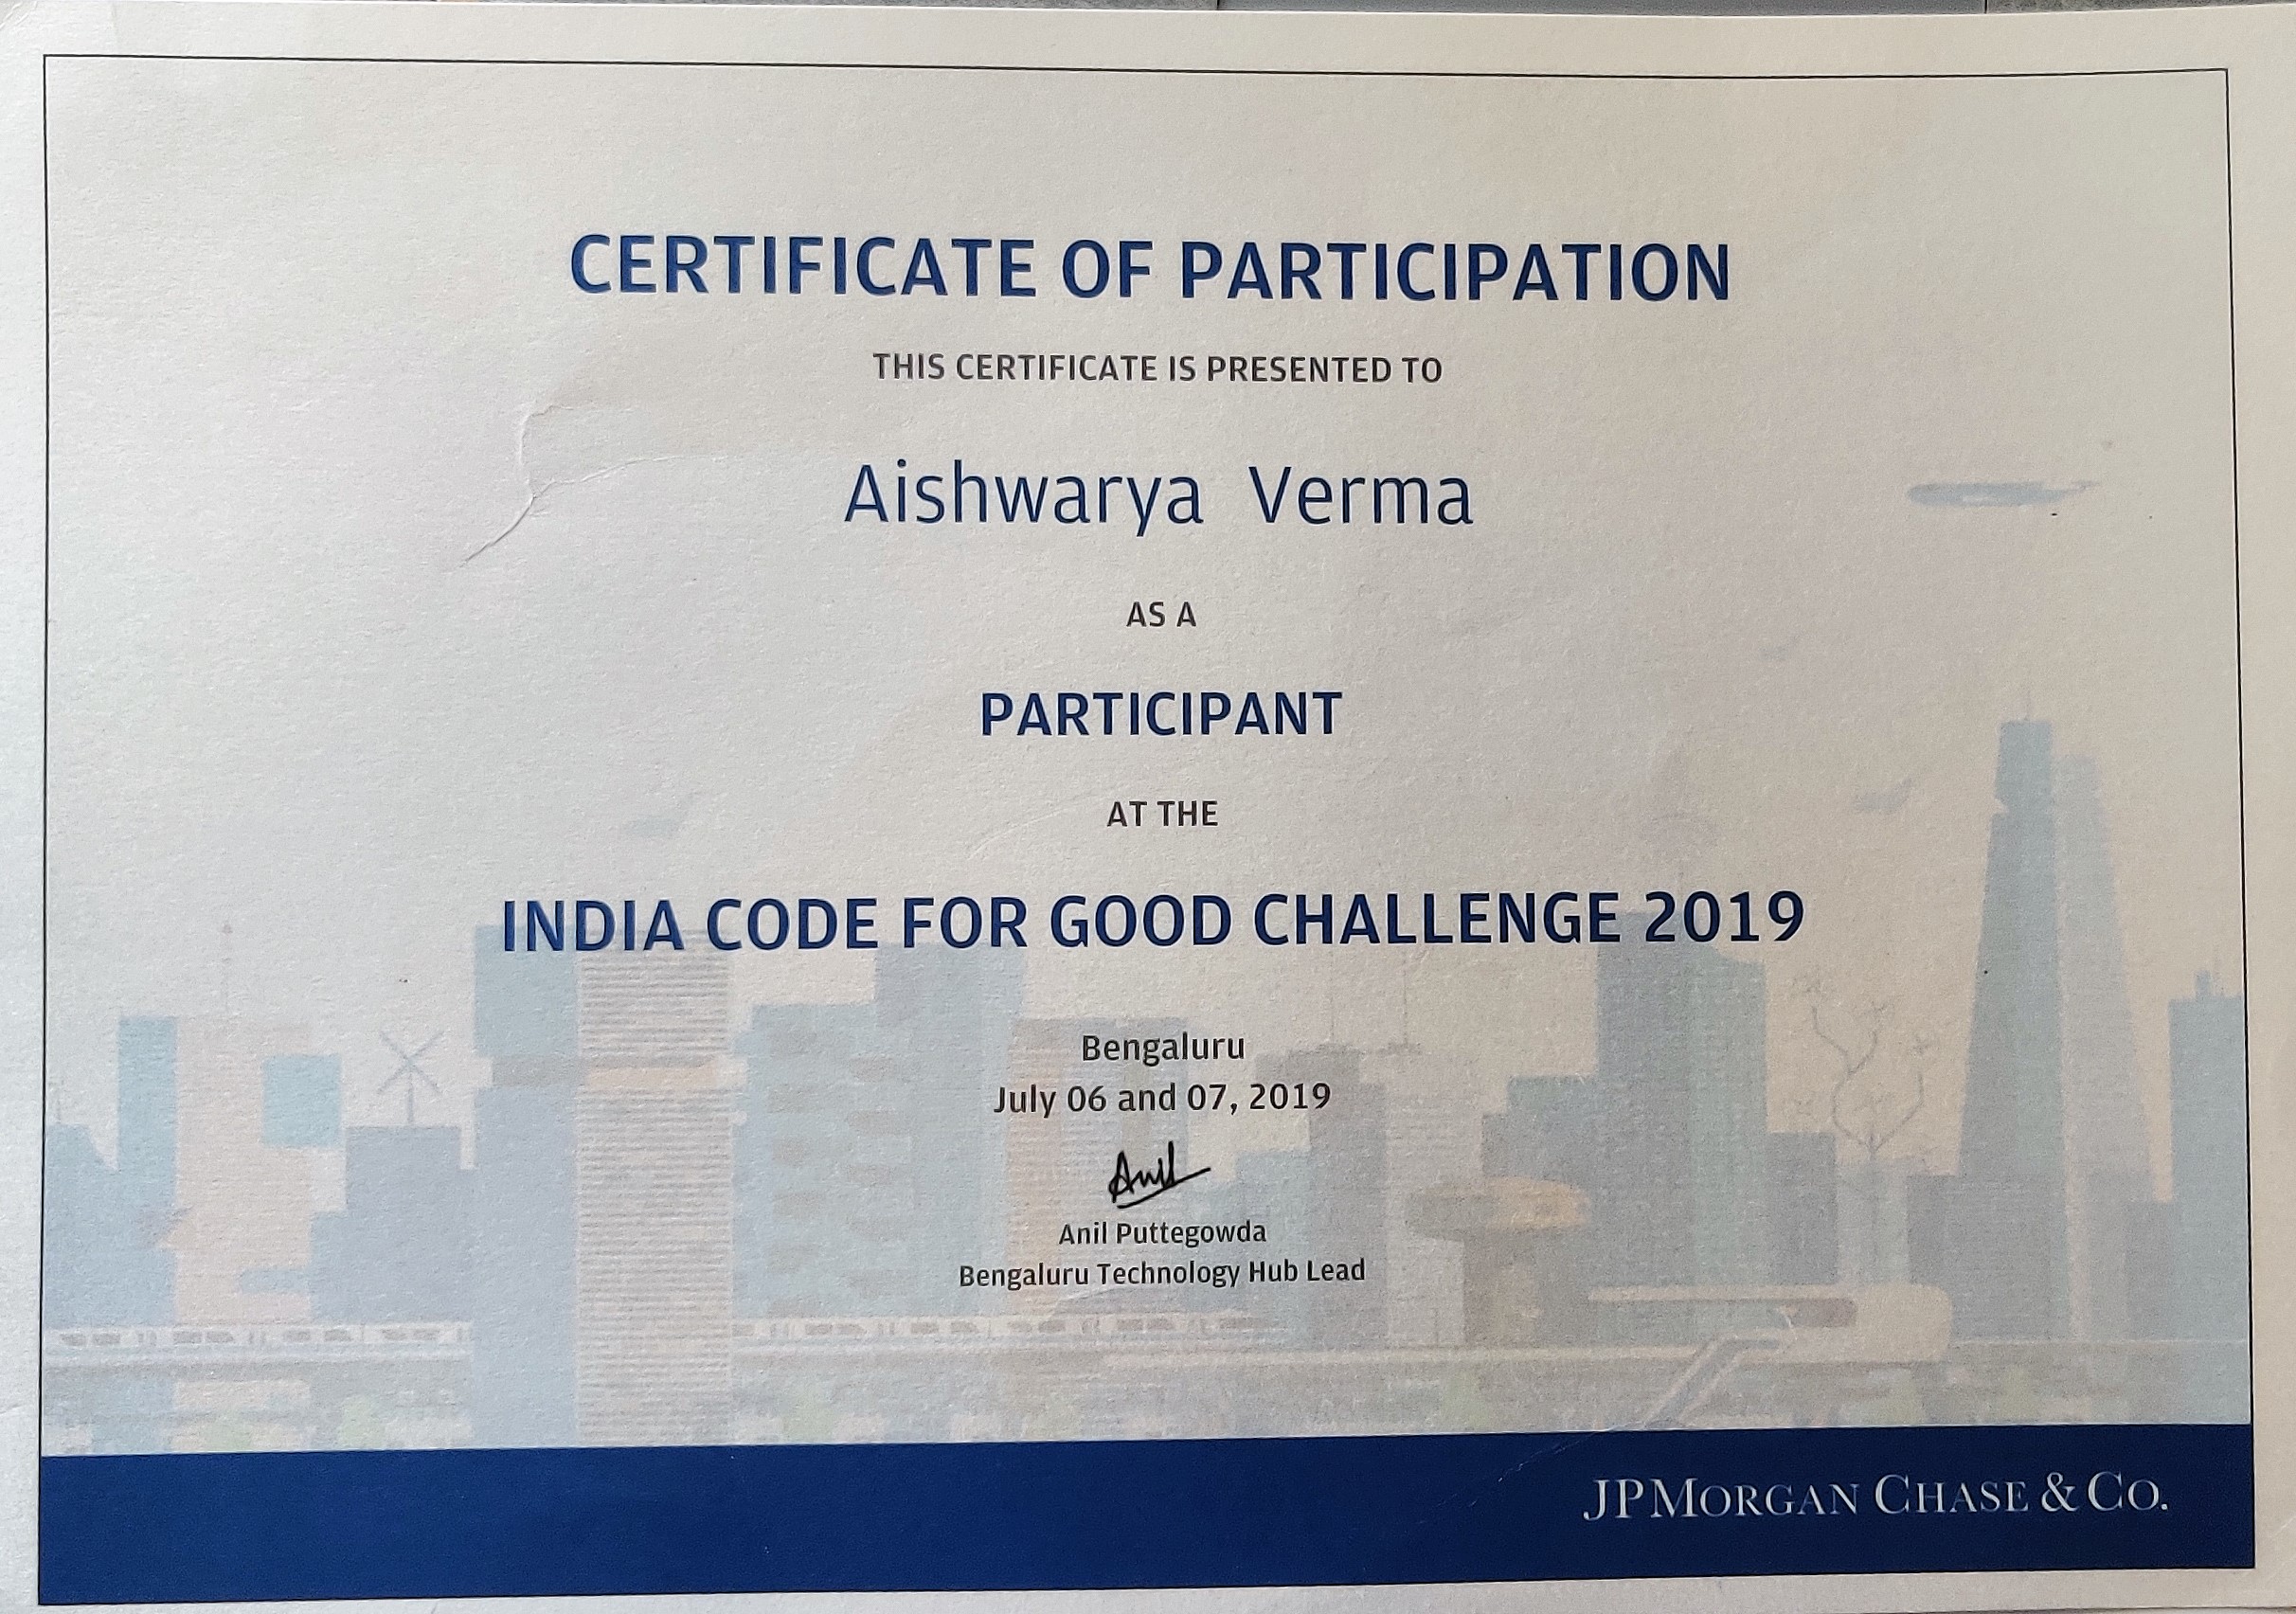 CERTIFICATE OF PARTICIPATION
THIS CERTIFICATE IS PRESENTED TO
Aishwarya Verma
AS A
PARTICIPANT
AT THE
INDIA CODE FOR GOOD CHALLENGE 2019
Bengaluru
July 06 and 07, 2019
Anil
Anil Puttegowda
Bengaluru Technology Hub Lead
JPMORGAN CHASE & CO.